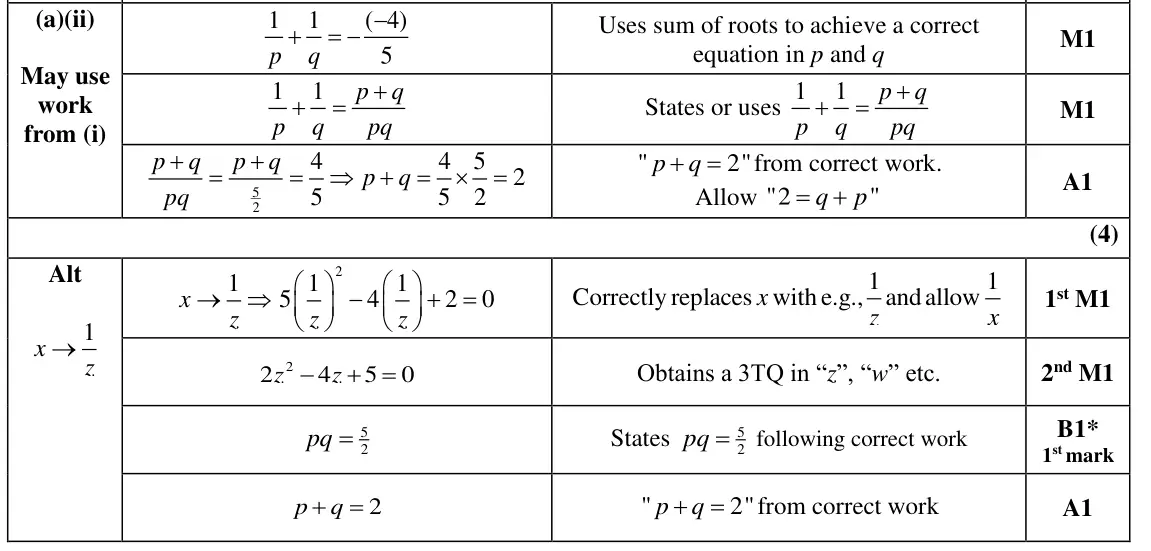 (a)(ii)
May use
work
from (i)
1/p + 1/q = −(−4)/5
Uses sum of roots to achieve a correct
equation in p and q
M1
1/p + 1/q = (p + q)/pq
States or uses 1/p + 1/q = (p + q)/pq
M1
(p + q)/pq = (p + q)/(5/2) = 4/5 ⇒ p + q = 4/5 × 5/2 = 2
"p + q = 2" from correct work.
Allow "2 = q + p"
A1
(4)
Alt
x → 1/z
x → 1/z ⇒ 5(1/z)² − 4(1/z) + 2 = 0
Correctly replaces x with e.g., 1/z and allow 1/x
1st M1
2z² − 4z + 5 = 0
Obtains a 3TQ in “z”, “w” etc.
2nd M1
pq = 5/2
States pq = 5/2 following correct work
B1*
1st mark
p + q = 2
"p + q = 2" from correct work
A1